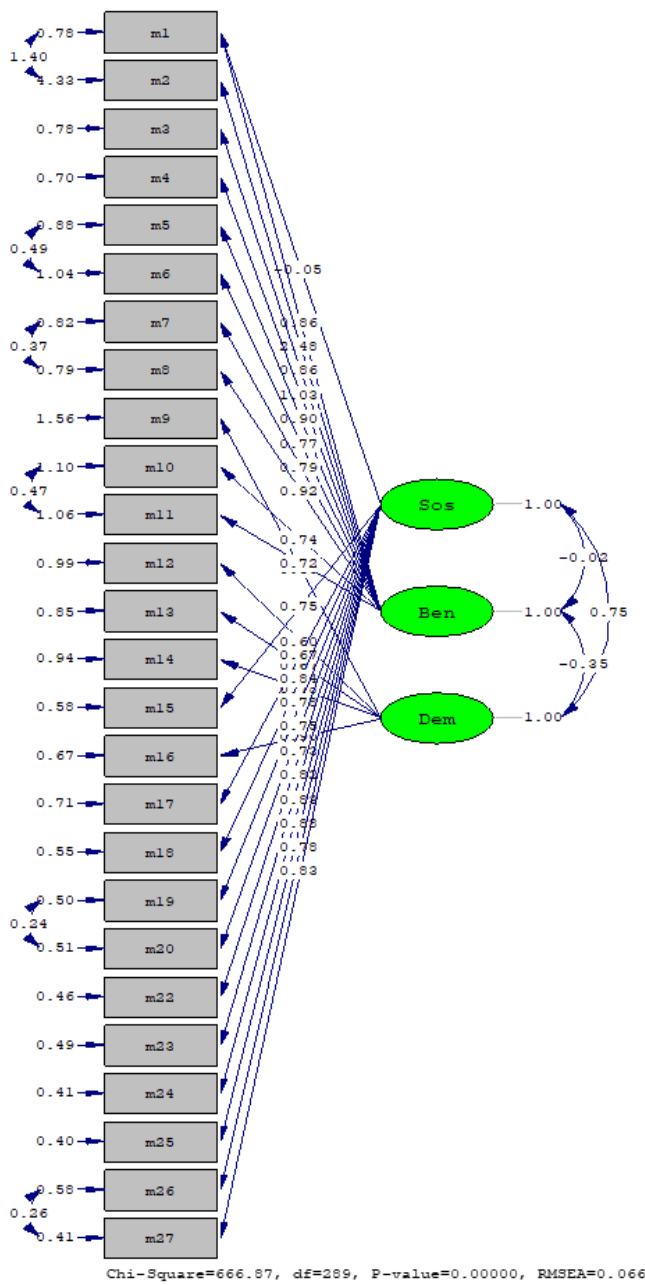 0.78 m1
1.40
4.33 m2
0.78 m3
0.70 m4
0.88 m5
0.49
1.04 m6
-0.05
0.82 m7
0.86
0.37
2.48
0.79 m8
0.86
1.03
1.56 m9
0.90
0.77
1.10 m10
0.79
0.47
0.92
1.06 m11
Sos 1.00
0.74
0.99 m12
0.72
-0.02
0.85 m13
0.75
Ben 1.00
0.75
0.94 m14
0.60
0.67
-0.35
0.84
0.58 m15
0.78
Dem 1.00
0.75
0.67 m16
0.73
0.82
0.71 m17
0.88
0.55 m18
0.78
0.83
0.50 m19
0.24
0.51 m20
0.46 m22
0.49 m23
0.41 m24
0.40 m25
0.58 m26
0.26
0.41 m27
Chi-Square=666.87, df=289, P-value=0.00000, RMSEA=0.066